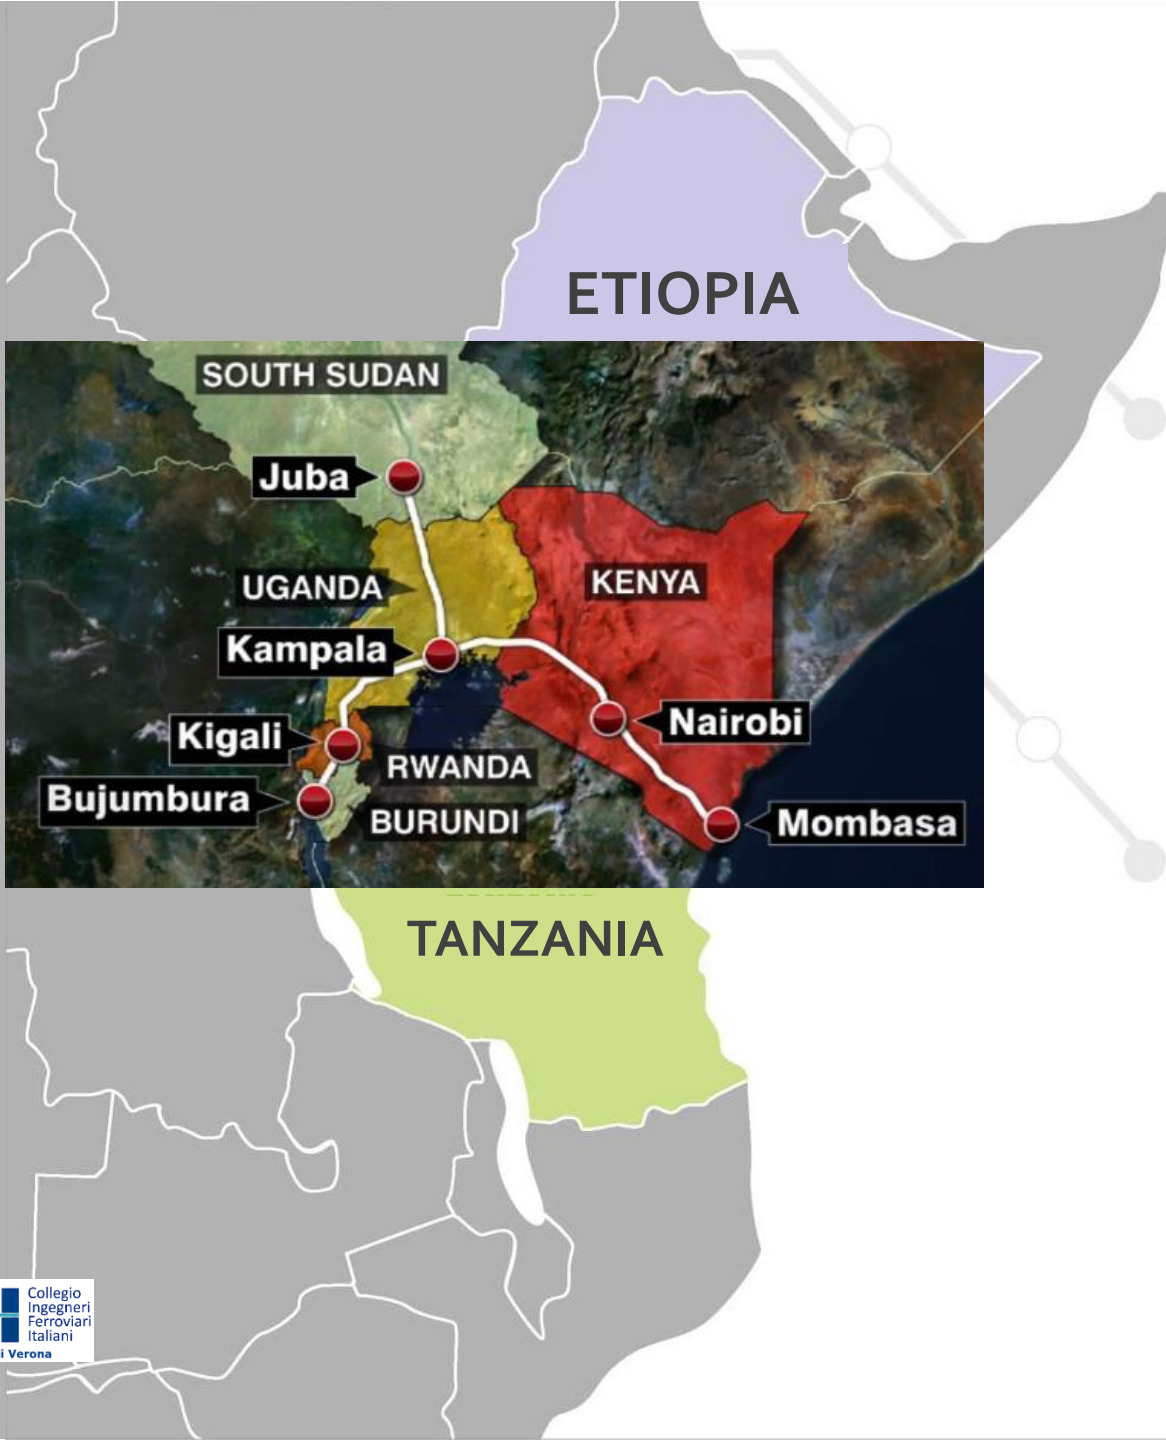 ETIOPIA
SOUTH SUDAN
Juba
UGANDA
KENYA
Kampala
Nairobi
Kigali
RWANDA
Bujumbura
BURUNDI
Mombasa
TANZANIA
Collegio
Ingegneri
Ferroviari
Italiani
i Verona